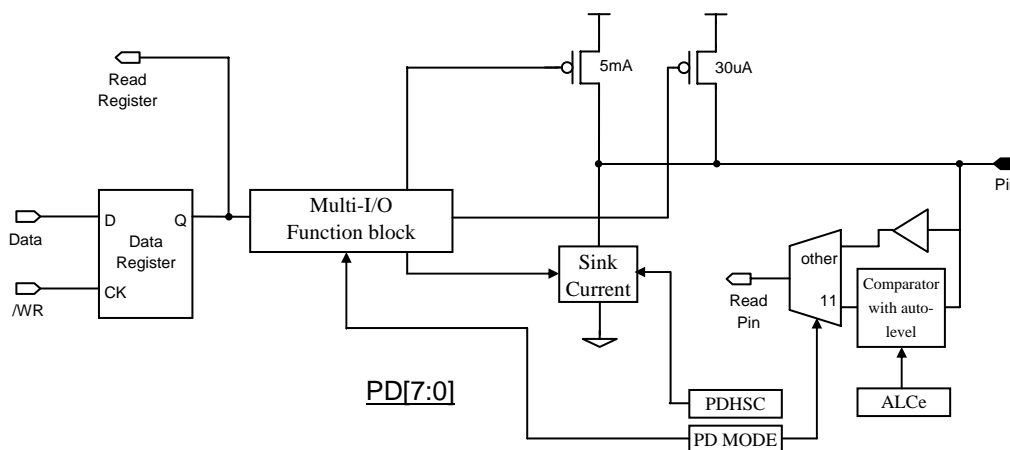 5mA
30uA
Read
Register
Pin
Multi-I/O
Function block
D
Q
Data
Data
Register
CK
/WR
Sink
Current
other
11
Read
Pin
Comparator
with auto-
level
PD[7:0]
PDHSC
PD MODE
ALCe